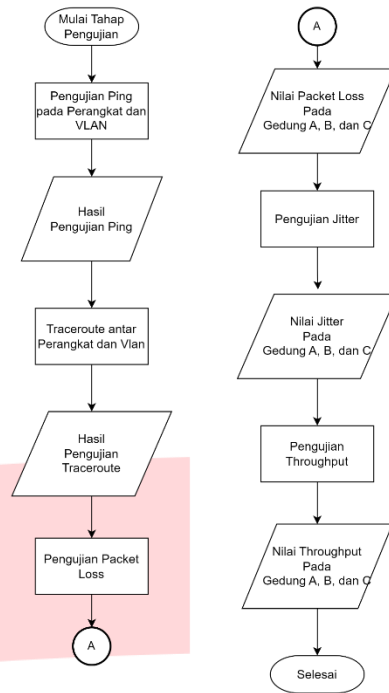 Mulai Tahap
Pengujian
Pengujian Ping
pada Perangkat dan
VLAN
Hasil
Pengujian Ping
Traceroute antar
Perangkat dan Vlan
Hasil
Pengujian
Traceroute
Pengujian Packet
Loss
A
A
Nilai Packet Loss
Pada
Gedung A, B, dan C
Pengujian Jitter
Nilai Jitter
Pada
Gedung A, B, dan C
Pengujian
Throughput
Nilai Throughput
Pada
Gedung A, B, dan C
Selesai